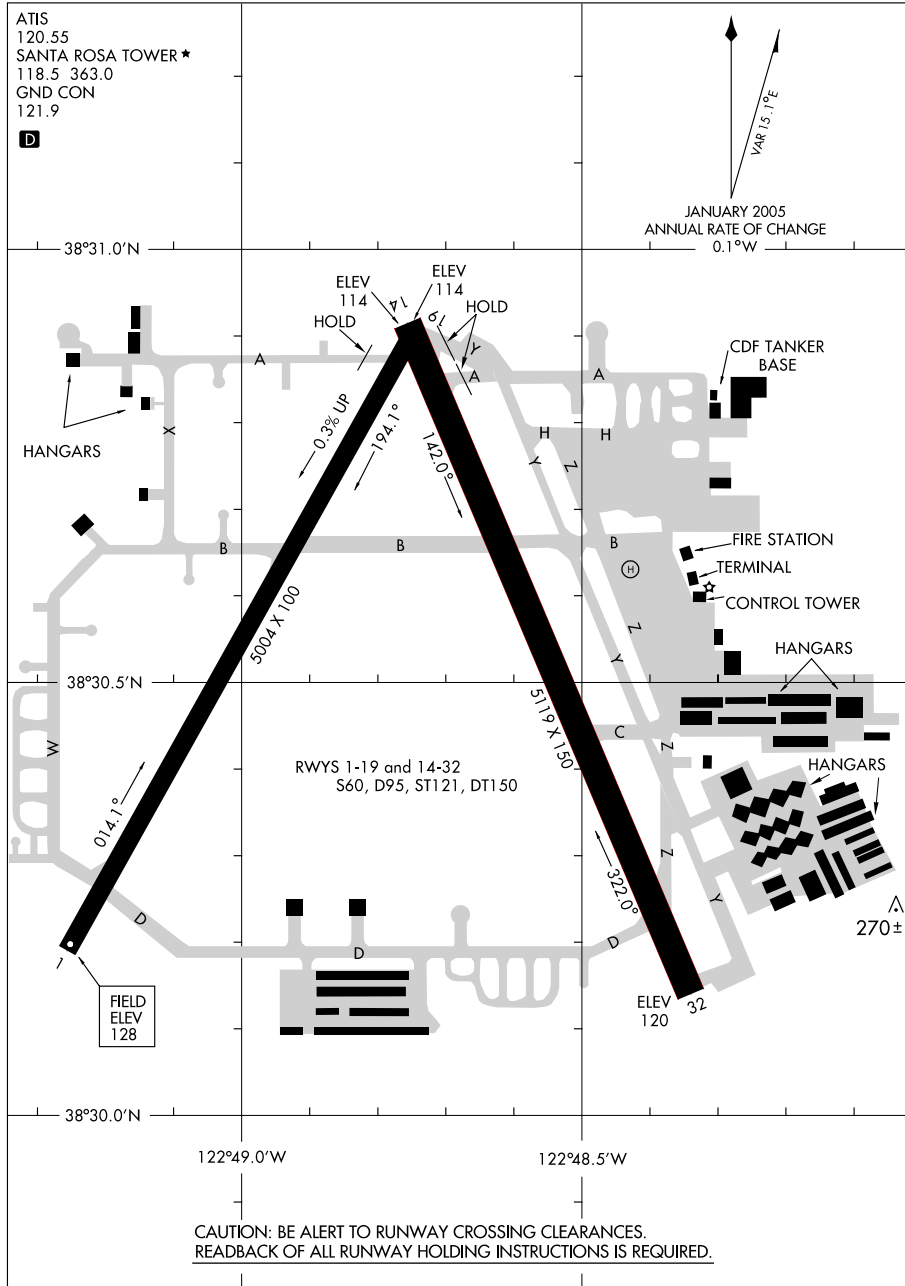 ATIS
120.55
SANTA ROSA TOWER ★
118.5 363.0
GND CON
121.9
D
VAR 15.1°E
JANUARY 2005
ANNUAL RATE OF CHANGE
0.1°W
38°31.0'N
ELEV
114
ELEV
114
14
19
HOLD
HOLD
Y
A
A
A
CDF TANKER
BASE
HANGARS
0.3% UP
194.1°
X
142.0°
H
H
Y
Z
B
B
B
FIRE STATION
H
TERMINAL
CONTROL TOWER
5004 X 100
Z
Y
HANGARS
38°30.5'N
5119 X 150
C
Z
W
RWYS 1-19 and 14-32
S60, D95, ST121, DT150
HANGARS
014.1°
Z
322.0°
Y
270±
D
D
D
1
FIELD
ELEV
128
ELEV
120
32
38°30.0'N
122°49.0'W
122°48.5'W
CAUTION: BE ALERT TO RUNWAY CROSSING CLEARANCES.
READBACK OF ALL RUNWAY HOLDING INSTRUCTIONS IS REQUIRED.